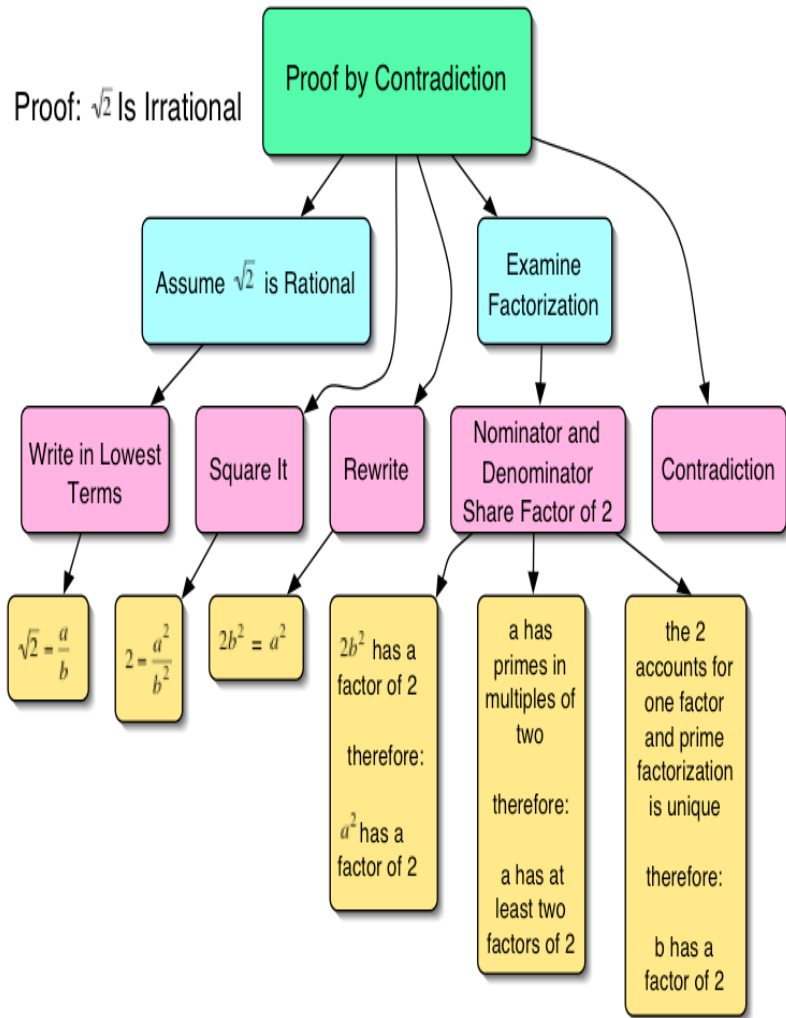 Proof by Contradiction
Proof: √2 Is Irrational
Assume √2 is Rational
Examine
Factorization
Write in Lowest
Terms
Square It
Rewrite
Nominator and
Denominator
Share Factor of 2
Contradiction
√2 = a/b
2 = a²/b²
2b² = a²
2b² has a
factor of 2
therefore:
a² has a
factor of 2
a has
primes in
multiples of
two
therefore:
a has at
least two
factors of 2
the 2
accounts for
one factor
and prime
factorization
is unique
therefore:
b has a
factor of 2